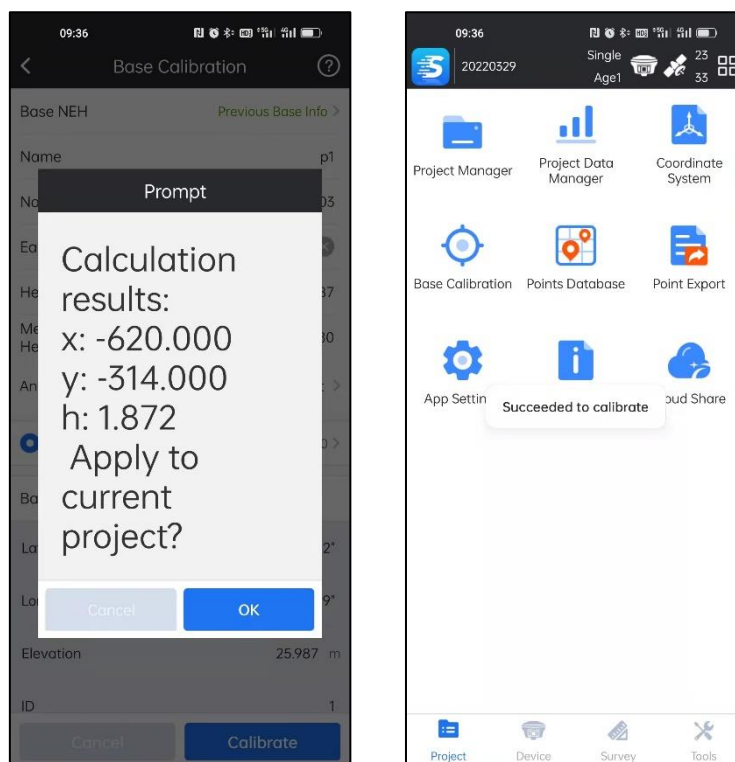 09:36
Base Calibration
Base NEH
Previous Base Info >
Name
p1
Prompt
Calculation
results:
x: -620.000
y: -314.000
h: 1.872
Apply to
current
project?
Cancel
OK
Elevation
25.987 m
ID
1
Cancel
Calibrate
09:36
20220329
Single
Age1
23
33
Project Manager
Project Data
Manager
Coordinate
System
Base Calibration
Points Database
Point Export
App Settin
Succeeded to calibrate
oud Share
Project
Device
Survey
Tools